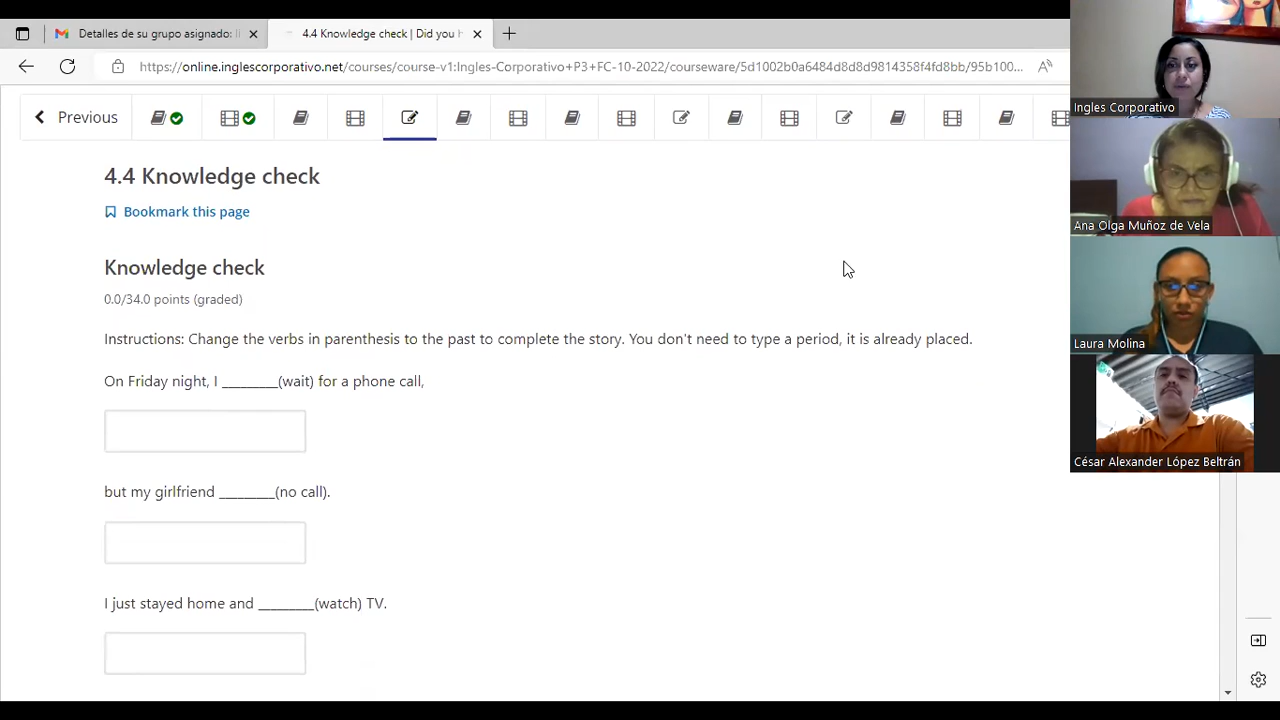 Detalles de su grupo asignado: I
4.4 Knowledge check | Did you H
https://online.inglescorporativo.net/courses/course-v1:Ingles-Corporativo+P3+FC-10-2022/courseware/5d1002b0a6484d8d8d9814358f4fd8bb/95b100...
Previous
4.4 Knowledge check
Bookmark this page
Knowledge check
0.0/34.0 points (graded)
Instructions: Change the verbs in parenthesis to the past to complete the story. You don't need to type a period, it is already placed.
On Friday night, I _________(wait) for a phone call,
but my girlfriend _________(no call).
I just stayed home and _________(watch) TV.
Ingles Corporativo
Ana Olga Muñoz de Vela
Laura Molina
César Alexander López Beltrán